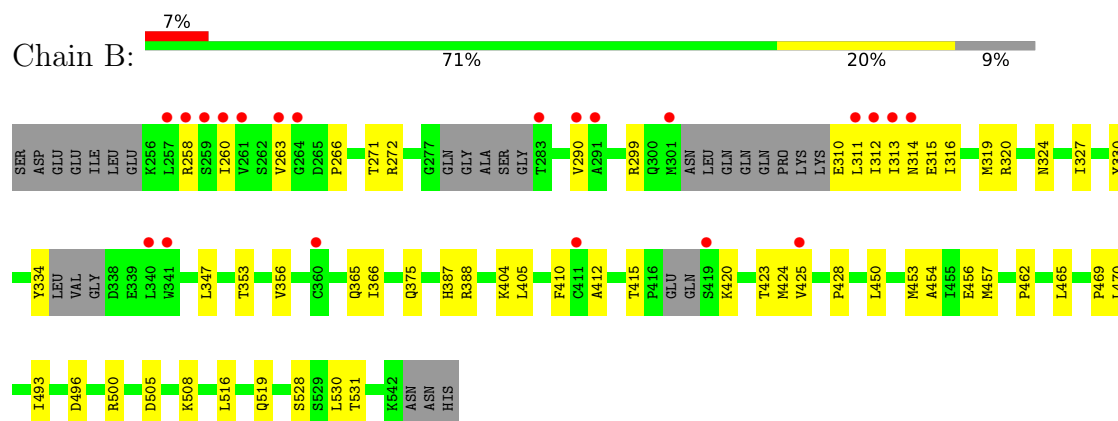 7%
Chain B:
71% 20% 9%
SER ASP GLU GLU ILE LEU GLU K256 L257 R258 S259 I260 V261 S262 V263 G264 D265 P266 T271 R272 G277 GLN GLY ALA SER GLY T283 V290 A291 R299 Q300 M301 ASN LEU GLN GLN GLN PRO LYS LYS E310 L311 I312 I313 N314 E315 I316 M319 R320 N324 I327 Y330
Y334 LEU VAL GLY D338 E339 L340 W341 L347 T353 V356 C360 Q365 I366 Q375 H387 R388 K404 L405 F410 C411 A412 T415 P416 GLU GLN S419 K420 T423 M424 V425 P428 L450 M453 A454 I455 E456 M457 P462 L465 P469 L470
I493 D496 R500 D505 K508 L516 Q519 S528 S529 L530 T531 K542 ASN ASN HIS